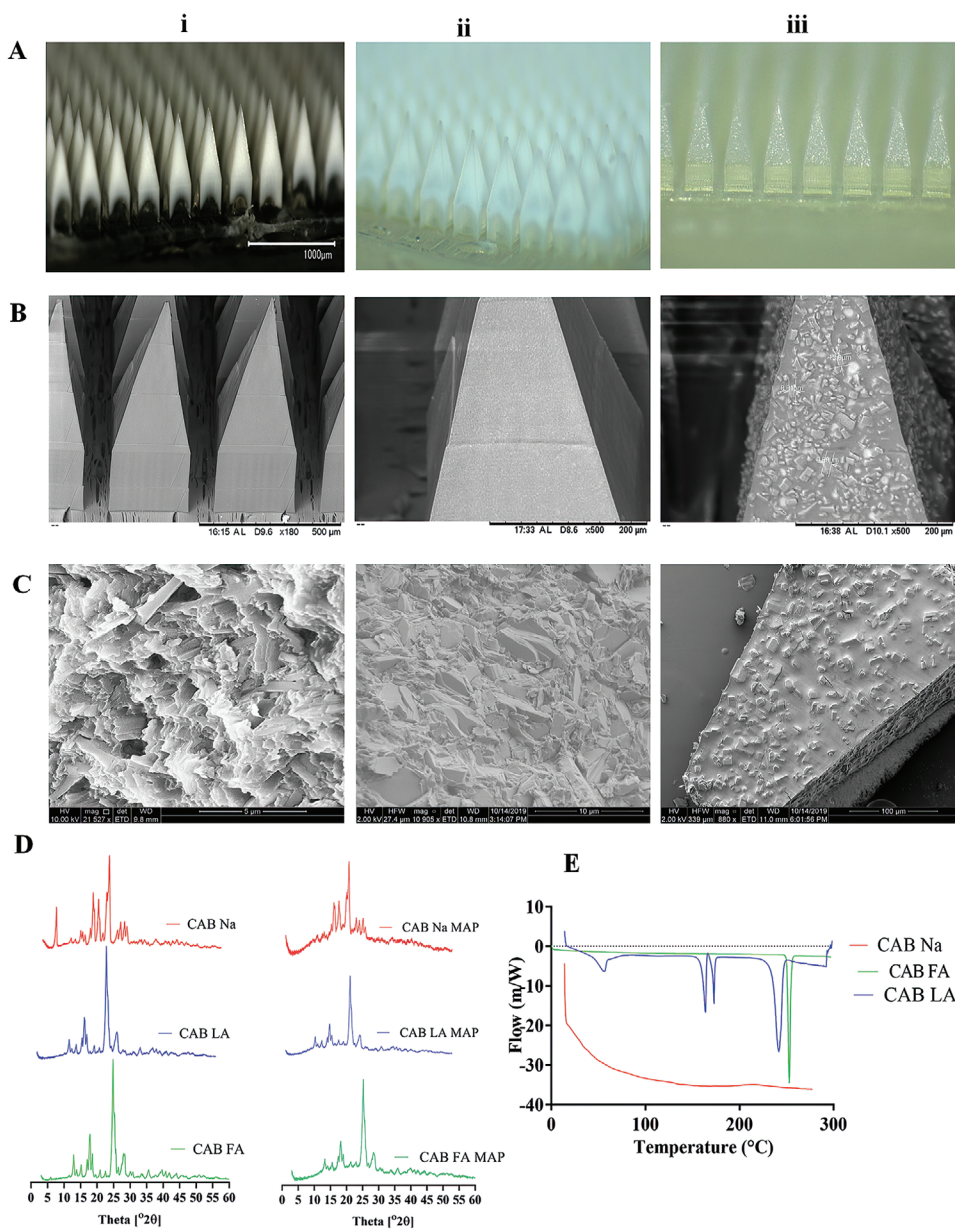 i
ii
iii
A
1000µm
B
16:15 AL D9.6 x180 500 µm
17:33 AL D8.6 x500 200 µm
16:38 AL D10.1 x500 200 µm
C
HV mag det WD 5 µm
10.00 kV 21 527 x ETD 9.8 mm
HV HFW mag det WD 10/14/2019 10 µm
2.00 kV 27.4 µm 10 905 x ETD 10.8 mm 3:14:07 PM
HV HFW mag det WD 10/14/2019 100 µm
2.00 kV 339 µm 880 x ETD 11.0 mm 6:01:56 PM
D
CAB Na
CAB LA
CAB FA
0 5 10 15 20 25 30 35 40 45 50 55 60
Theta [°2θ]
CAB Na MAP
CAB LA MAP
CAB FA MAP
0 5 10 15 20 25 30 35 40 45 50 55 60
Theta [°2θ]
E
10
0
-10
-20
-30
-40
Flow (m/W)
0 100 200 300
Temperature (°C)
CAB Na
CAB FA
CAB LA